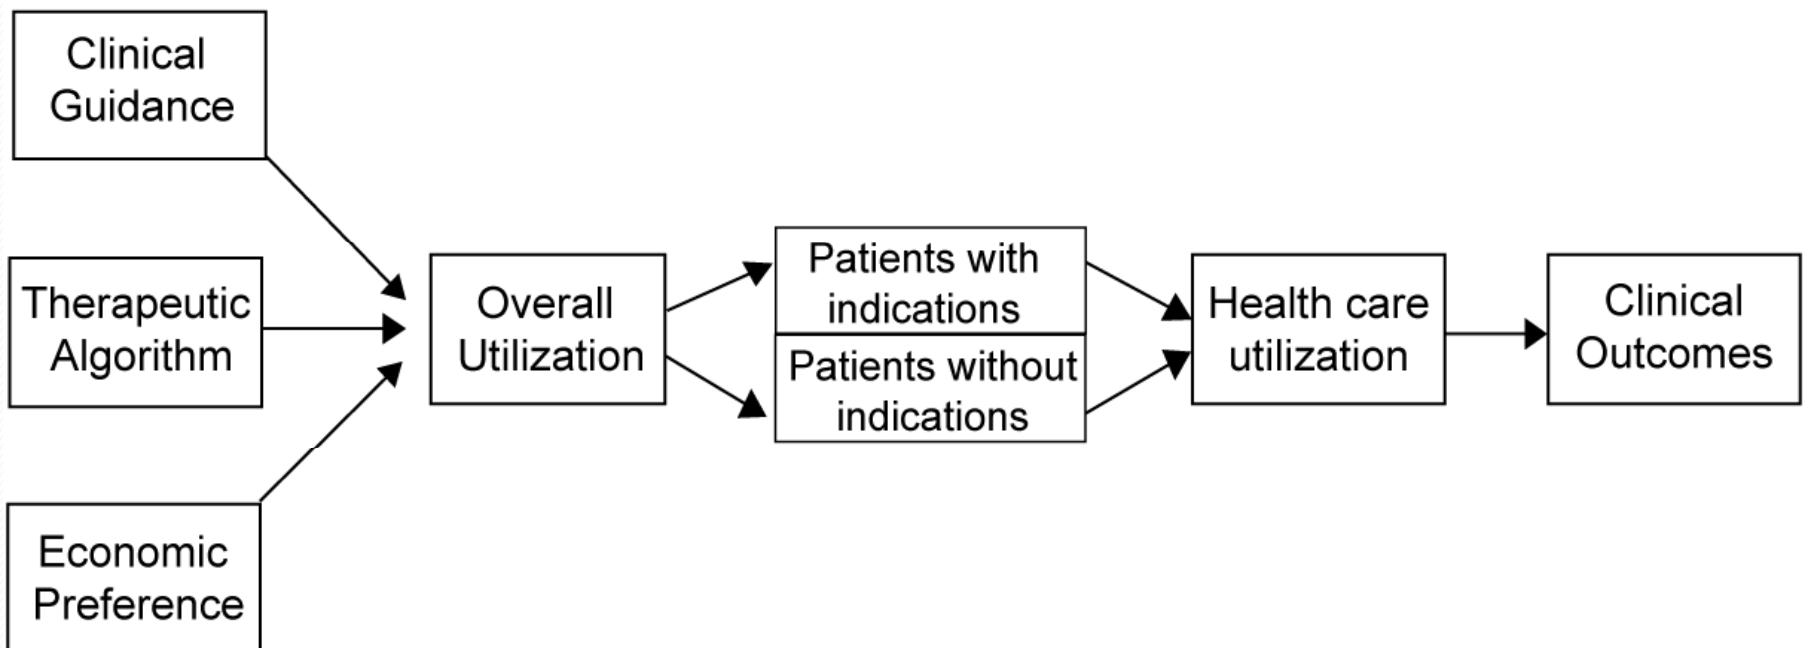 Clinical
Guidance
Therapeutic
Algorithm
Economic
Preference
Overall
Utilization
Patients with
indications
Patients without
indications
Health care
utilization
Clinical
Outcomes